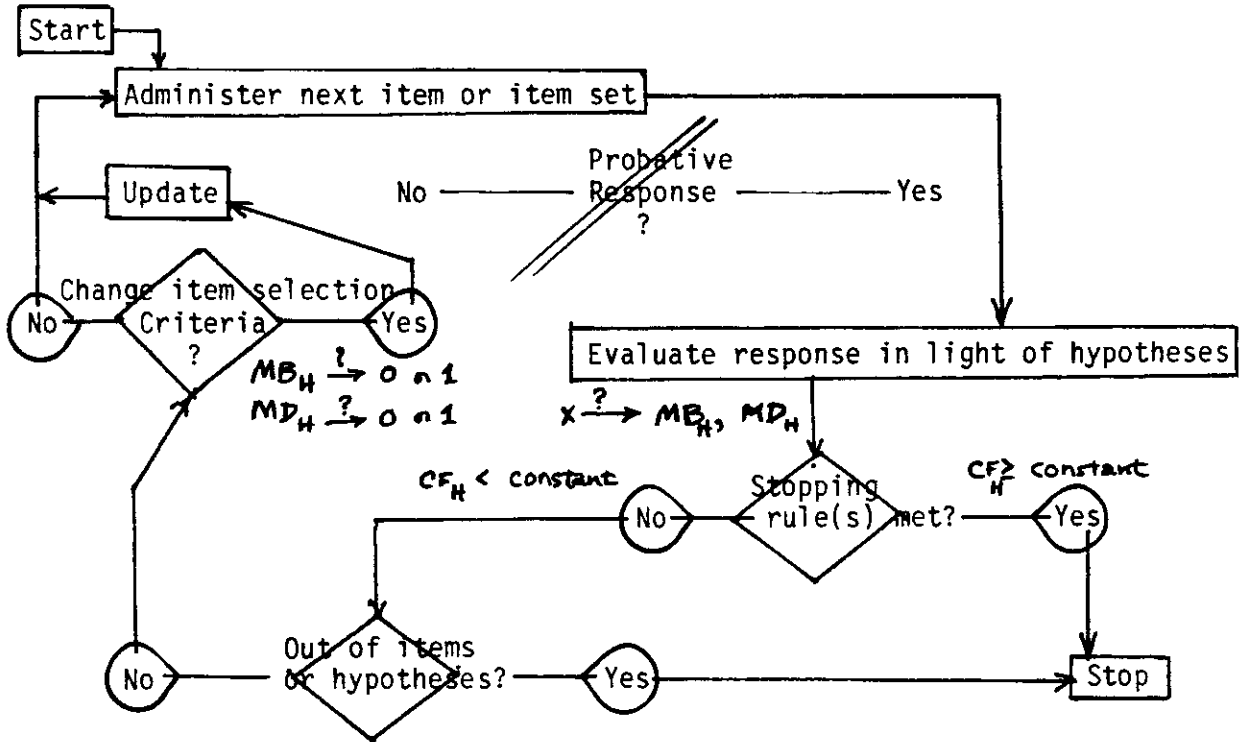 Start
Administer next item or item set
Probative
No Response Yes
?
Update
Change item selection
No Criteria Yes
?
Evaluate response in light of hypotheses
MB_H ?→ 0 or 1
MD_H ?→ 0 or 1
x ?→ MB_H, MD_H
CF_H < constant
CF_H ≥ constant
Stopping
No rule(s) met? Yes
Out of items
No or hypotheses? Yes
Stop